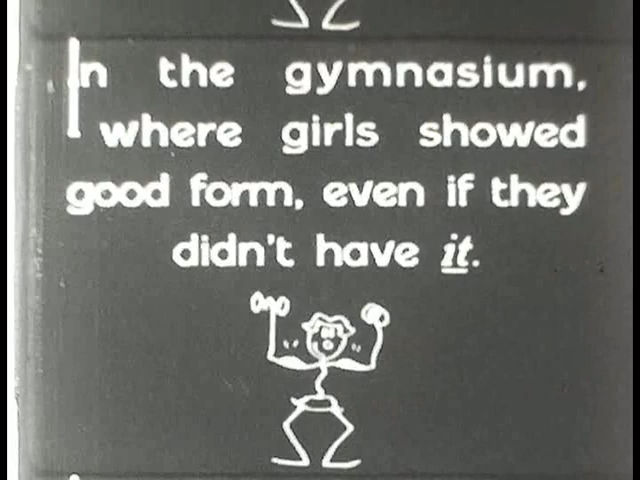 In the gymnasium,
where girls showed
good form, even if they
didn't have it.